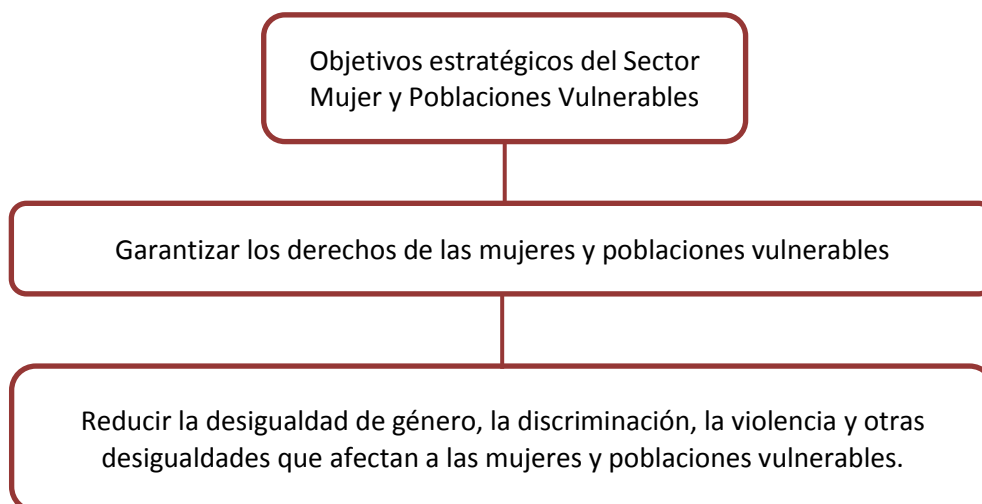 Objetivos estratégicos del Sector
Mujer y Poblaciones Vulnerables
Garantizar los derechos de las mujeres y poblaciones vulnerables
Reducir la desigualdad de género, la discriminación, la violencia y otras
desigualdades que afectan a las mujeres y poblaciones vulnerables.